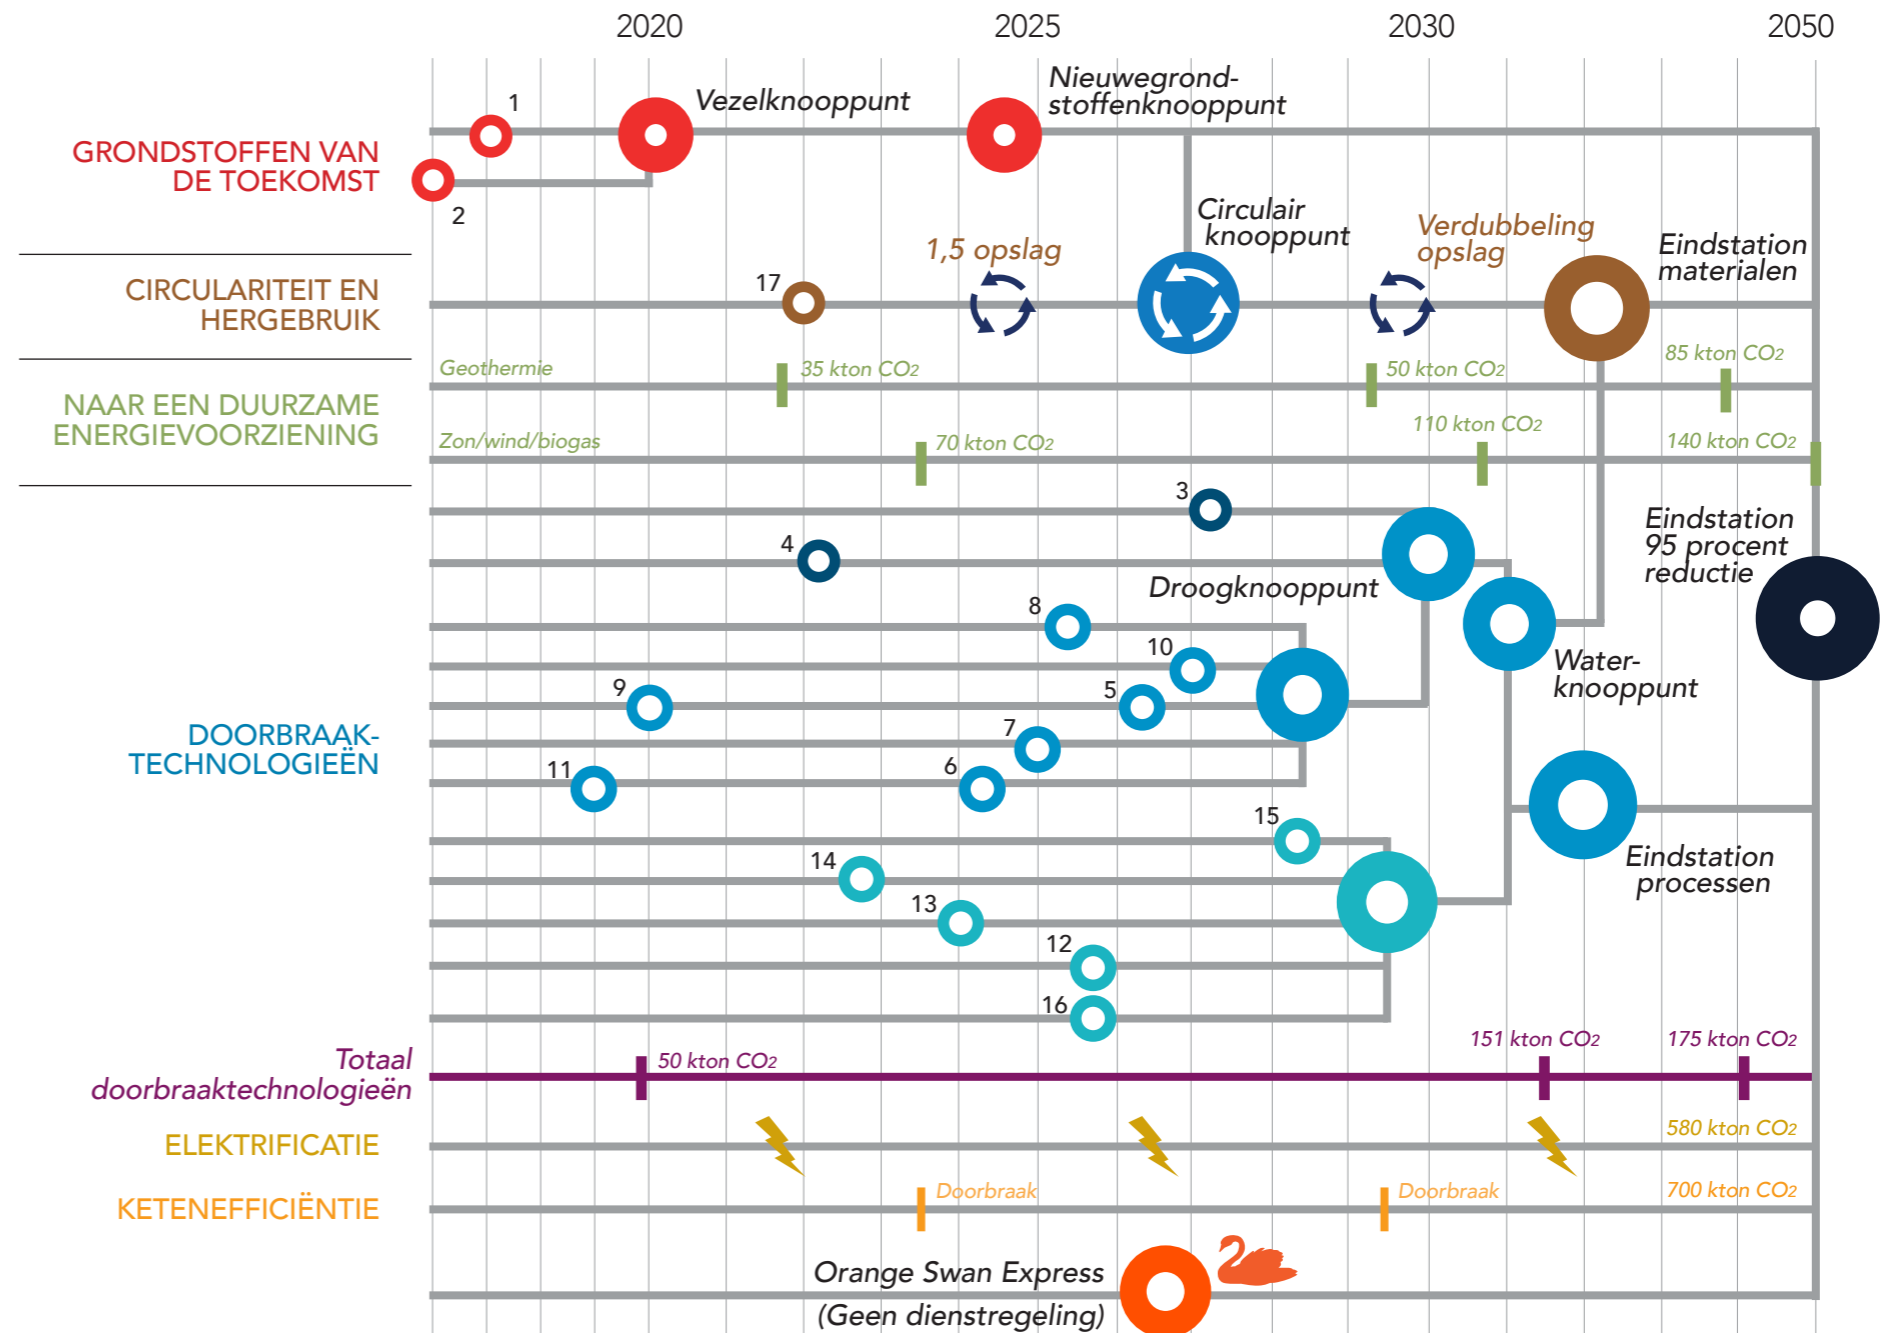 2020 2025 2030 2050
Nieuwegrond-
stoffenknooppunt
Vezelknooppunt
1
GRONDSTOFFEN VAN
DE TOEKOMST
2
Circulair
knooppunt
Verdubbeling
opslag
1,5 opslag
Eindstation
materialen
17
CIRCULARITEIT EN
HERGEBRUIK
Geothermie
35 kton CO2
50 kton CO2
85 kton CO2
NAAR EEN DUURZAME
ENERGIEVOORZIENING
Zon/wind/biogas
70 kton CO2
110 kton CO2
140 kton CO2
3
4
Eindstation
95 procent
reductie
Droogknooppunt
8
10
Water-
knooppunt
9
5
DOORBRAAK-
TECHNOLOGIEËN
7
11
6
15
14
Eindstation
processen
13
12
16
Totaal
doorbraaktechnologieën
50 kton CO2
151 kton CO2
175 kton CO2
ELEKTRIFICATIE
580 kton CO2
KETENEFFICIËNTIE
Doorbraak
Doorbraak
700 kton CO2
Orange Swan Express
(Geen dienstregeling)